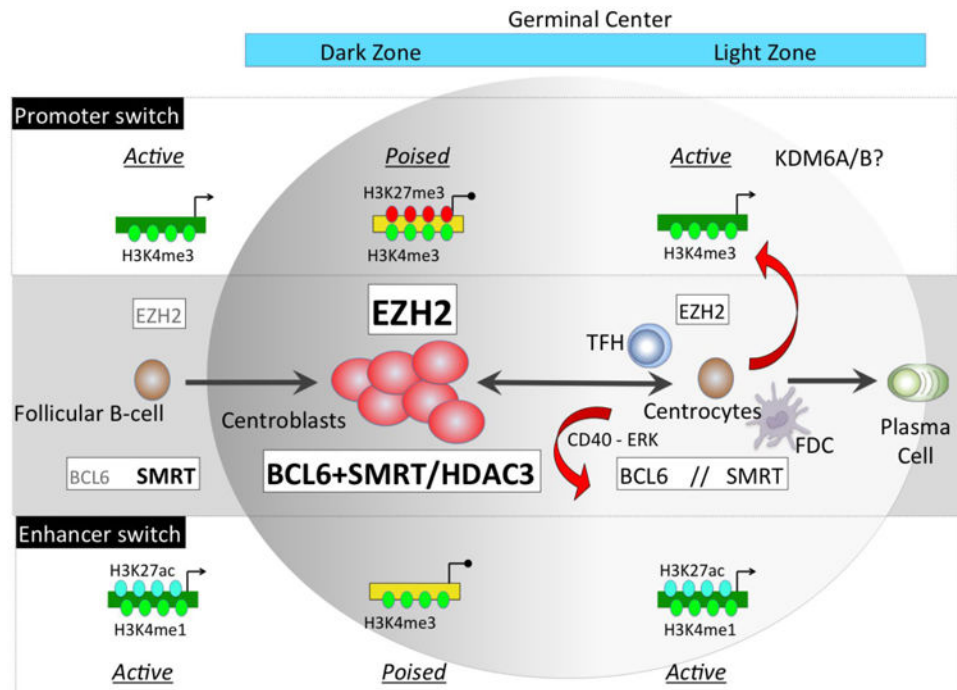 Germinal Center
Dark Zone
Light Zone
Promoter switch
Active
Poised
Active
KDM6A/B?
H3K27me3
H3K4me3
H3K4me3
H3K4me3
EZH2
EZH2
EZH2
TFH
Follicular B-cell
Centroblasts
Centrocytes
FDC
Plasma
Cell
CD40 - ERK
BCL6 SMRT
BCL6+SMRT/HDAC3
BCL6 // SMRT
Enhancer switch
H3K27ac
H3K4me1
H3K4me3
H3K27ac
H3K4me1
Active
Poised
Active